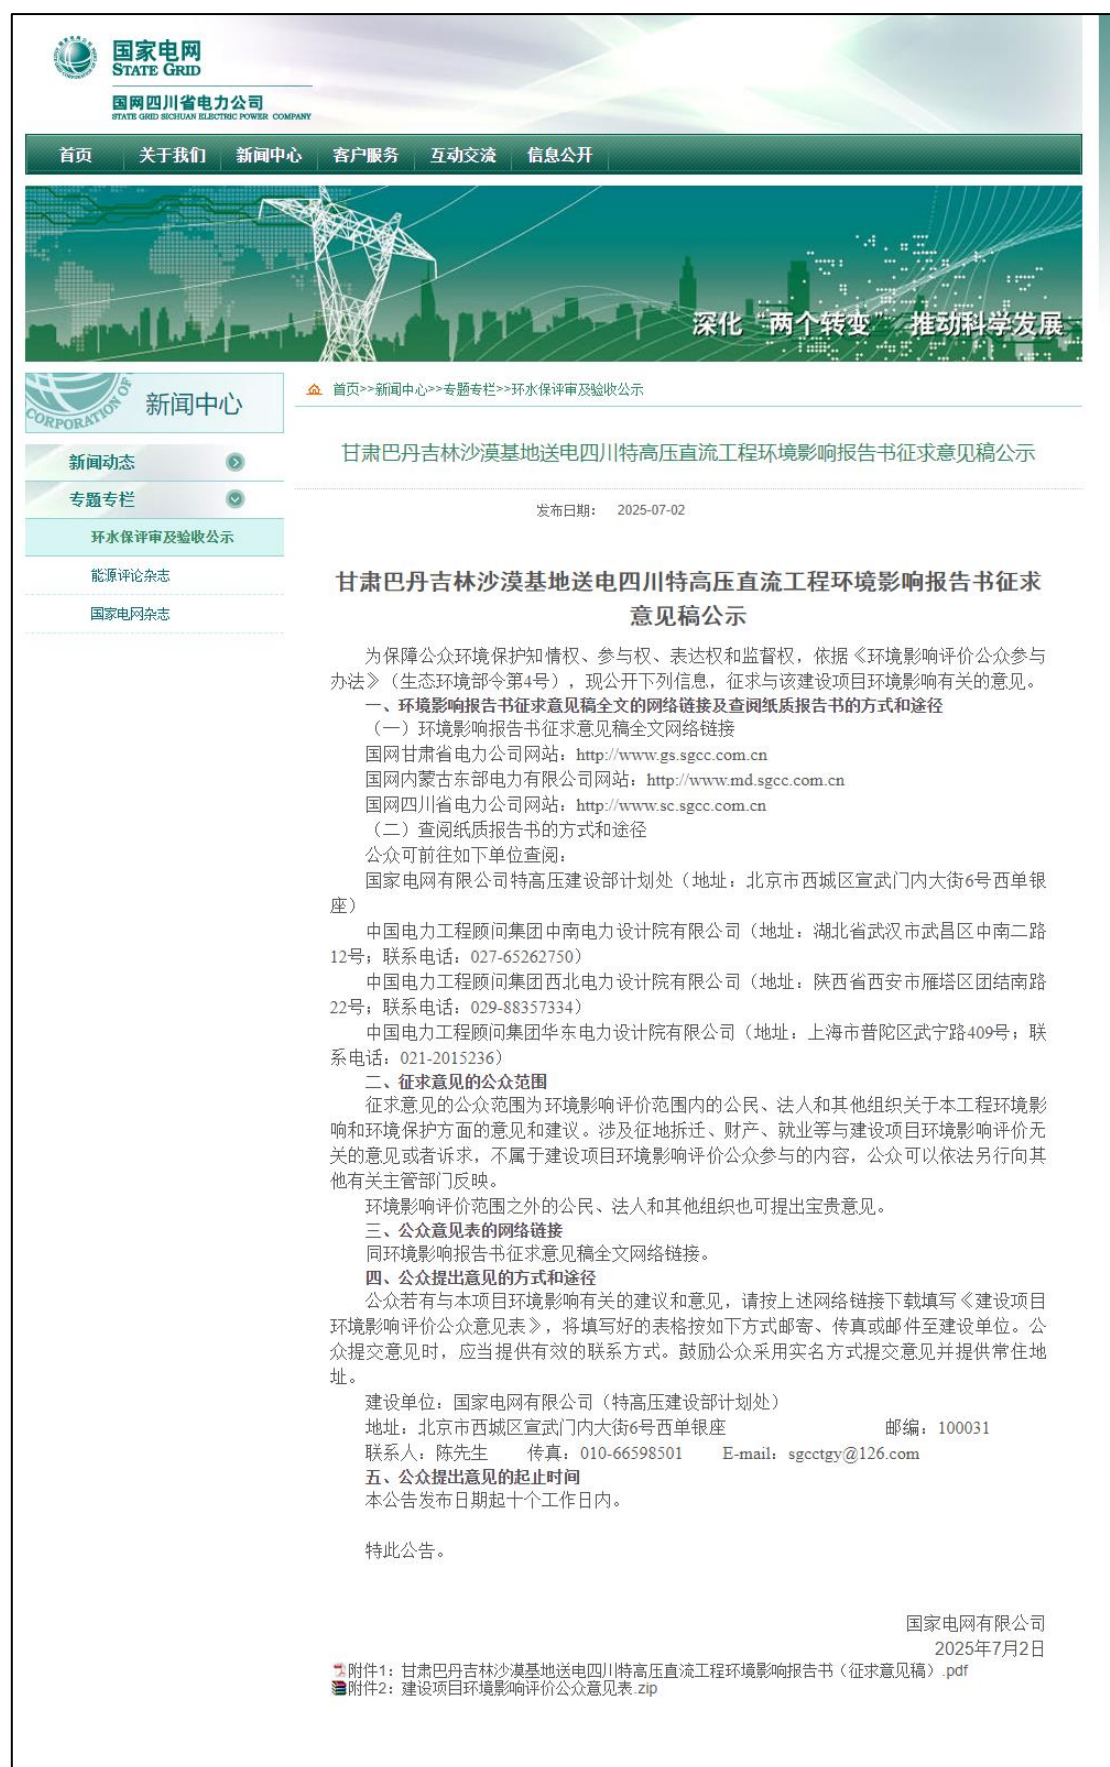 国家电网
STATE GRID
国网四川省电力公司
STATE GRID SICHUAN ELECTRIC POWER COMPANY
首页 关于我们 新闻中心 客户服务 互动交流 信息公开
深化“两个转变” 推动科学发展
CORPORATION OF
新闻中心
新闻动态
专题专栏
环水保评审及验收公示
能源评论杂志
国家电网杂志
首页>>新闻中心>>专题专栏>>环水保评审及验收公示
甘肃巴丹吉林沙漠基地送电四川特高压直流工程环境影响报告书征求意见稿公示
发布日期： 2025-07-02
甘肃巴丹吉林沙漠基地送电四川特高压直流工程环境影响报告书征求
意见稿公示
为保障公众环境保护知情权、参与权、表达权和监督权，依据《环境影响评价公众参与
办法》（生态环境部令第4号），现公开下列信息，征求与该建设项目环境影响有关的意见。
一、环境影响报告书征求意见稿全文的网络链接及查阅纸质报告书的方式和途径
（一）环境影响报告书征求意见稿全文网络链接
国网甘肃省电力公司网站：http://www.gs.sgcc.com.cn
国网内蒙古东部电力有限公司网站：http://www.md.sgcc.com.cn
国网四川省电力公司网站：http://www.sc.sgcc.com.cn
（二）查阅纸质报告书的方式和途径
公众可前往如下单位查阅：
国家电网有限公司特高压建设部计划处（地址：北京市西城区宣武门内大街6号西单银
座）
中国电力工程顾问集团中南电力设计院有限公司（地址：湖北省武汉市武昌区中南二路
12号；联系电话：027-65262750）
中国电力工程顾问集团西北电力设计院有限公司（地址：陕西省西安市雁塔区团结南路
22号；联系电话：029-88357334）
中国电力工程顾问集团华东电力设计院有限公司（地址：上海市普陀区武宁路409号；联
系电话：021-2015236）
二、征求意见的公众范围
征求意见的公众范围为环境影响评价范围内的公民、法人和其他组织关于本工程环境影
响和环境保护方面的意见和建议。涉及征地拆迁、财产、就业等与建设项目环境影响评价无
关的意见或者诉求，不属于建设项目环境影响评价公众参与的内容，公众可以依法另行向其
他有关主管部门反映。
环境影响评价范围之外的公民、法人和其他组织也可提出宝贵意见。
三、公众意见表的网络链接
同环境影响报告书征求意见稿全文网络链接。
四、公众提出意见的方式和途径
公众若有与本项目环境影响有关的建议和意见，请按上述网络链接下载填写《建设项目
环境影响评价公众意见表》，将填写好的表格按如下方式邮寄、传真或邮件至建设单位。公
众提交意见时，应当提供有效的联系方式。鼓励公众采用实名方式提交意见并提供常住地
址。
建设单位：国家电网有限公司（特高压建设部计划处）
地址：北京市西城区宣武门内大街6号西单银座 邮编：100031
联系人：陈先生 传真：010-66598501 E-mail：sgcctgy@126.com
五、公众提出意见的起止时间
本公告发布日期起十个工作日内。
特此公告。
国家电网有限公司
2025年7月2日
附件1：甘肃巴丹吉林沙漠基地送电四川特高压直流工程环境影响报告书（征求意见稿）.pdf
附件2：建设项目环境影响评价公众意见表.zip